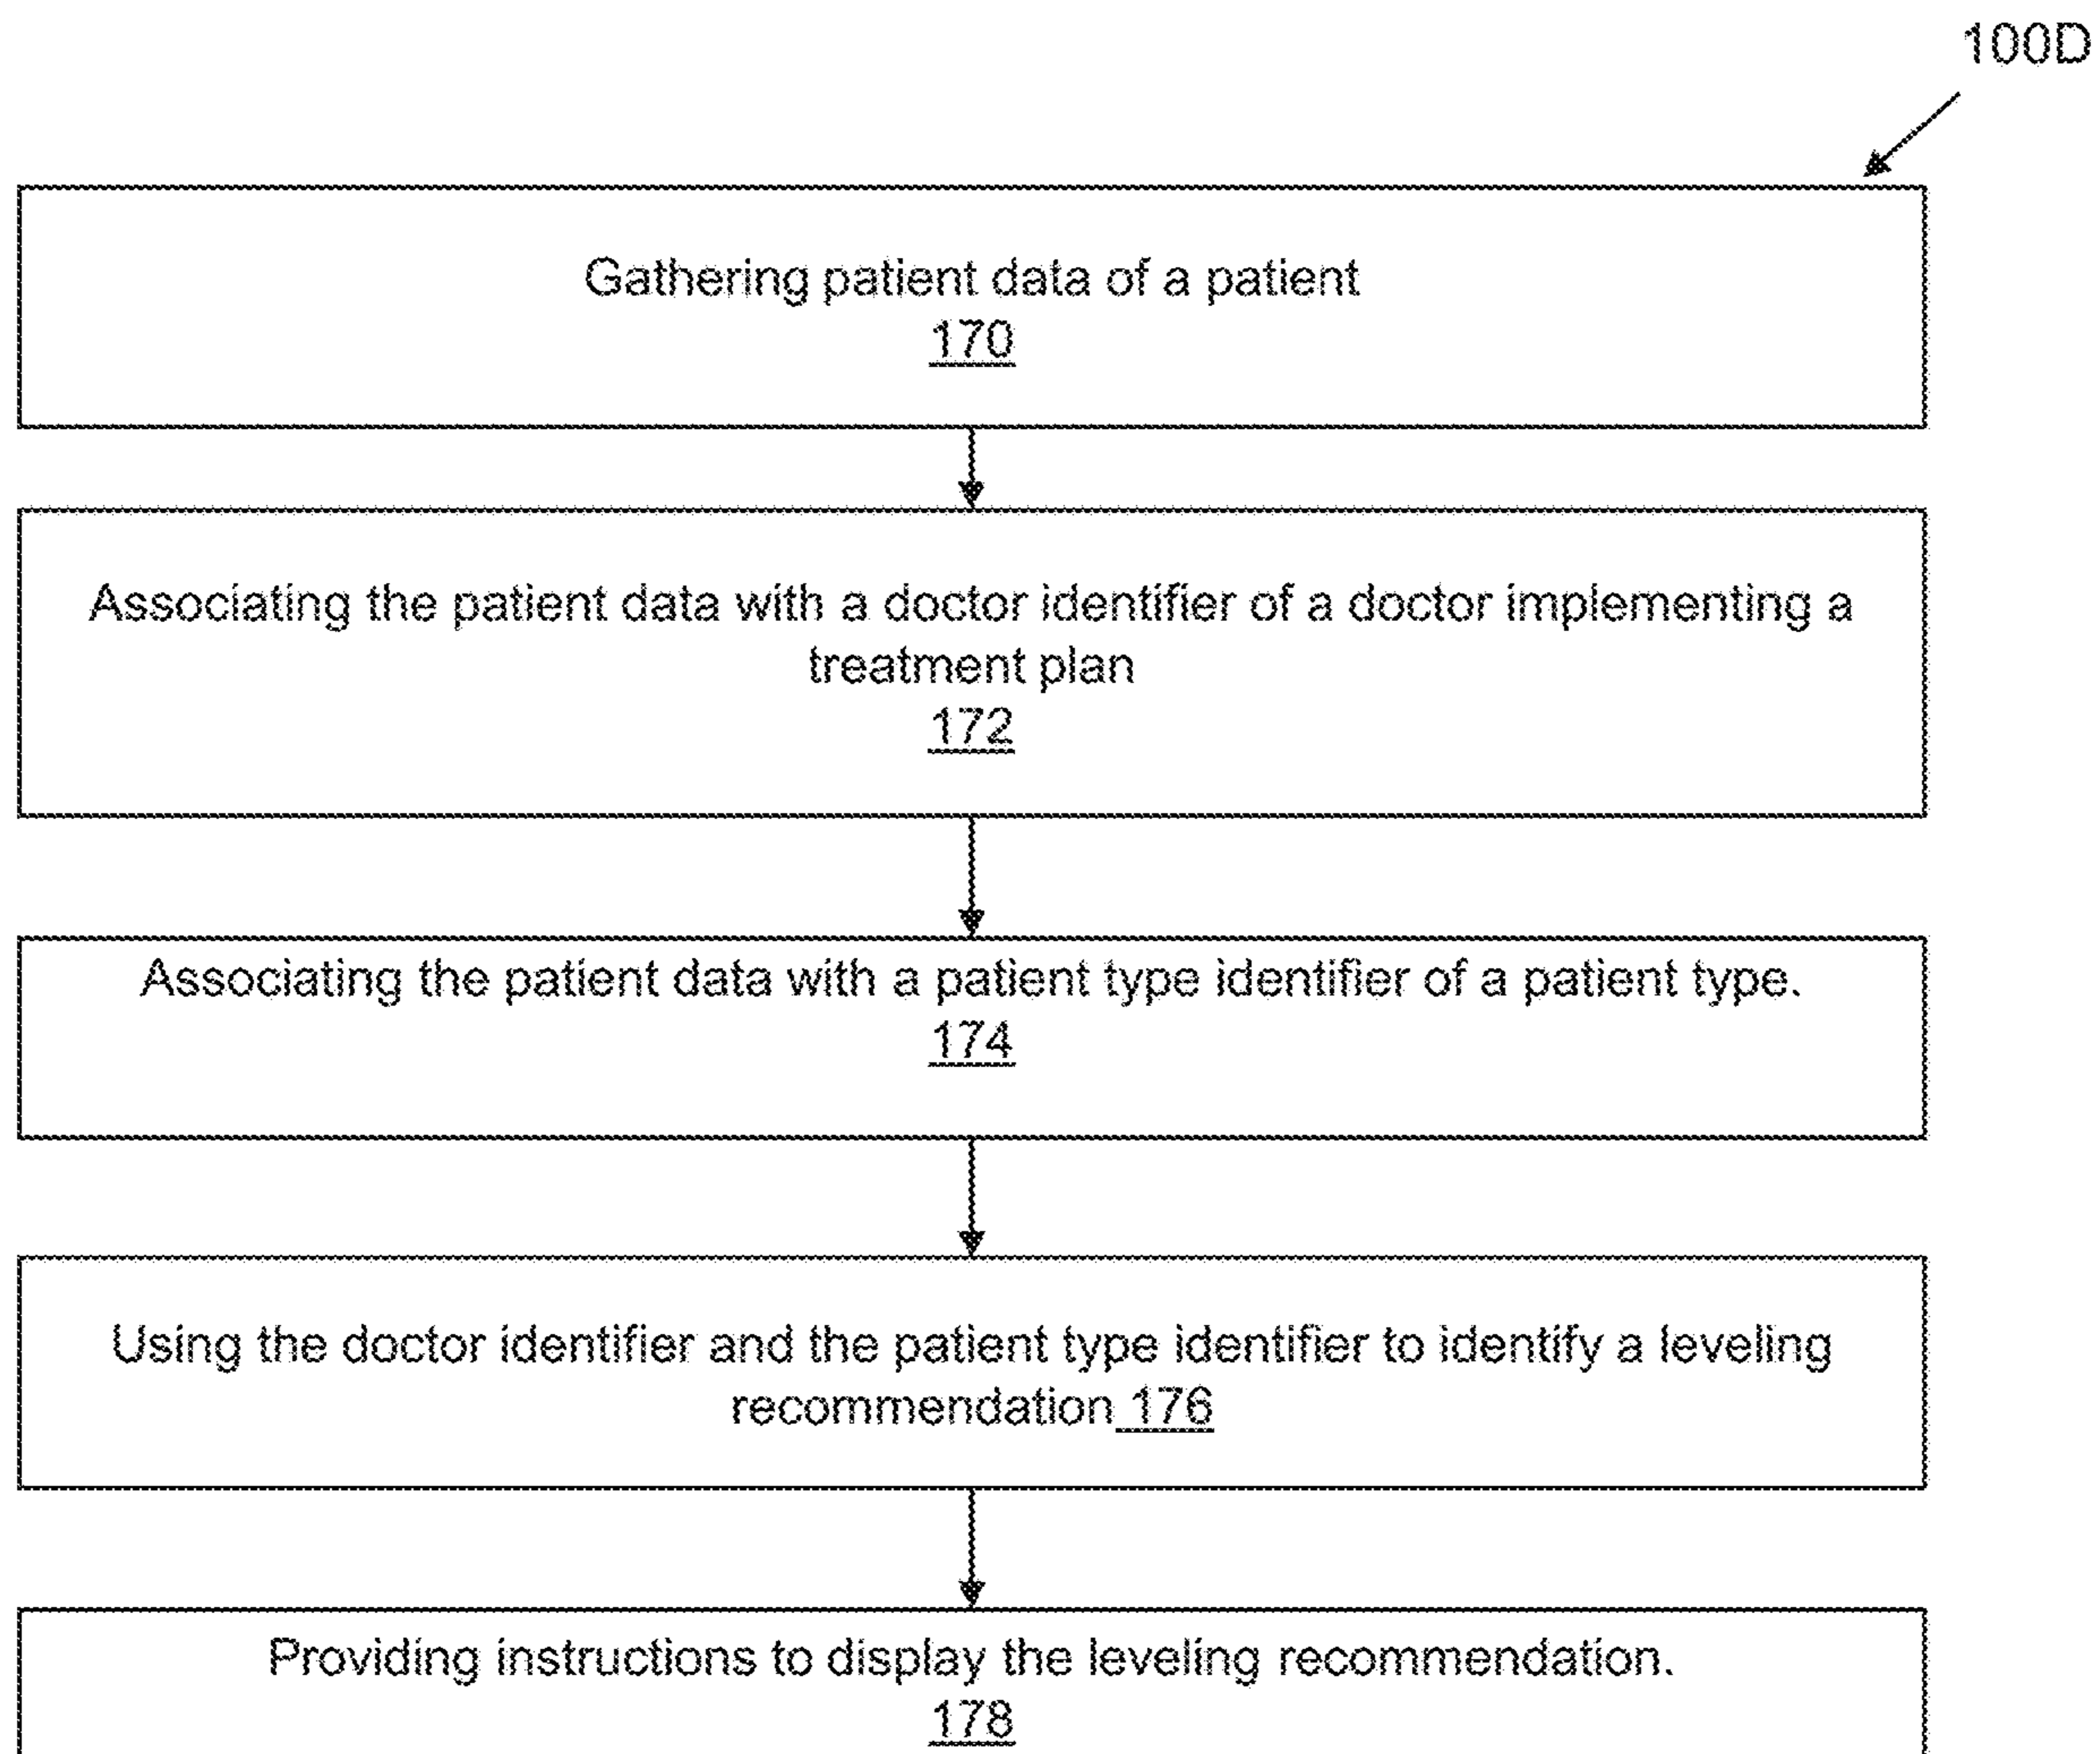 100D
Gathering patient data of a patient
170
Associating the patient data with a doctor identifier of a doctor implementing a
treatment plan
172
Associating the patient data with a patient type identifier of a patient type.
174
Using the doctor identifier and the patient type identifier to identify a leveling
recommendation 176
Providing instructions to display the leveling recommendation.
178